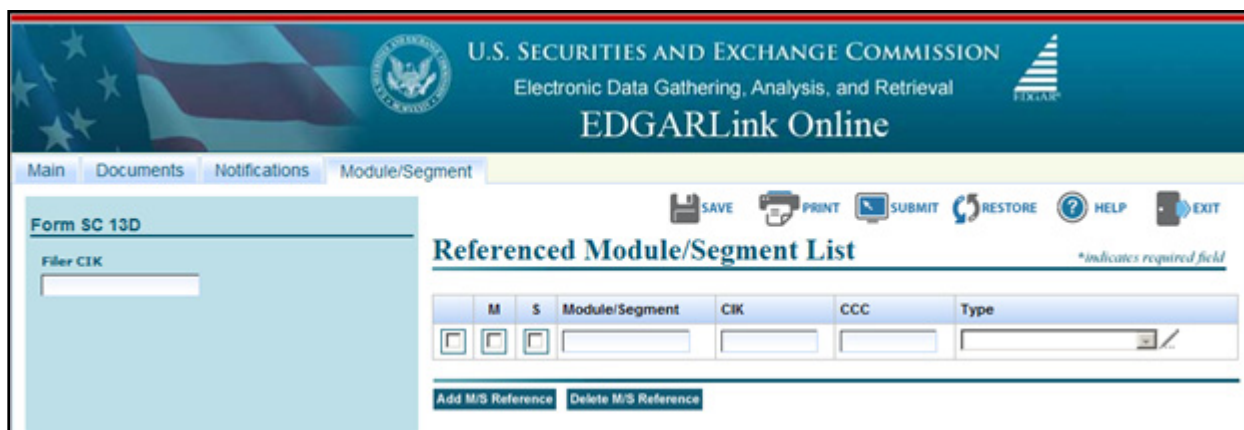 U.S. SECURITIES AND EXCHANGE COMMISSION
Electronic Data Gathering, Analysis, and Retrieval
EDGAR®
EDGARLink Online
Main Documents Notifications Module/Segment
SAVE PRINT SUBMIT RESTORE HELP EXIT
Form SC 13D
Filer CIK
Referenced Module/Segment List
*indicates required field
M S Module/Segment CIK CCC Type
Add M/S Reference Delete M/S Reference